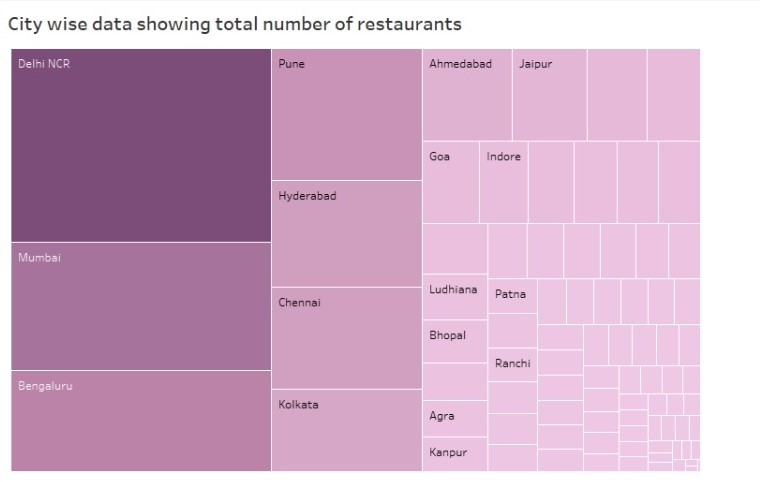 City wise data showing total number of restaurants
Delhi NCR
Mumbai
Bengaluru
Pune
Hyderabad
Chennai
Kolkata
Ahmedabad
Jaipur
Goa
Indore
Ludhiana
Bhopal
Agra
Kanpur
Patna
Ranchi